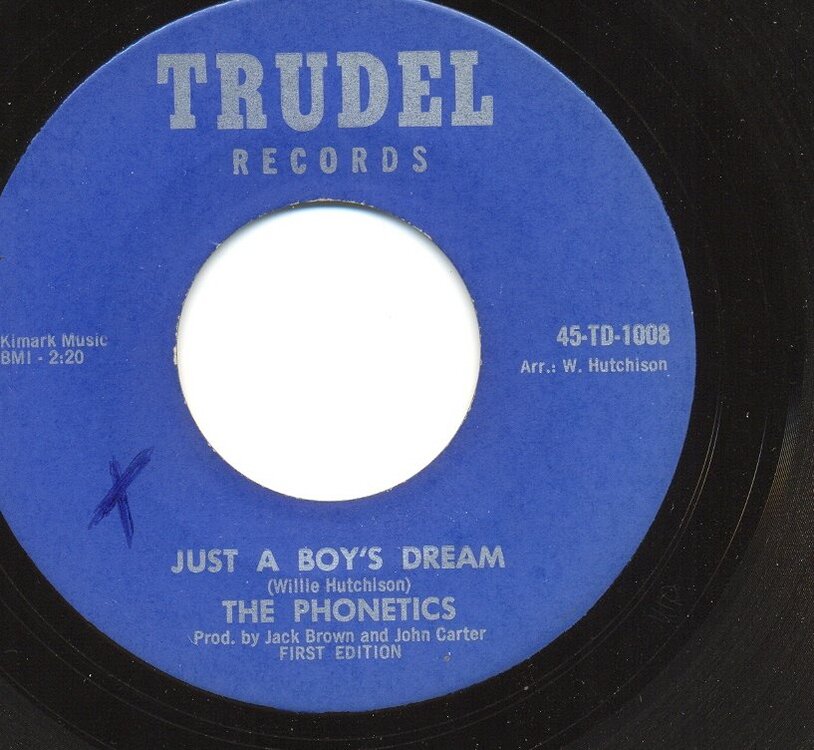 TRUDEL
RECORDS
Kimark Music
BMI - 2:20
45-TD-1008
Arr.: W. Hutchison
JUST A BOY'S DREAM
(Willie Hutchison)
THE PHONETICS
Prod. by Jack Brown and John Carter
FIRST EDITION